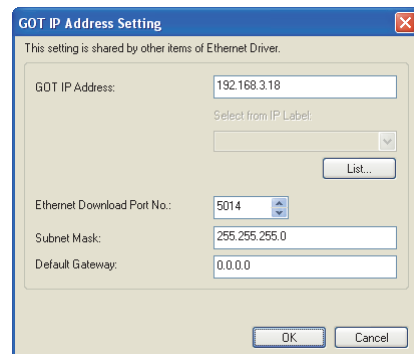 GOT IP Address Setting
This setting is shared by other items of Ethernet Driver.
GOT IP Address: 192.168.3.18
Select from IP Label:
List...
Ethernet Download Port No.: 5014
Subnet Mask: 255.255.255.0
Default Gateway: 0.0.0.0
OK Cancel